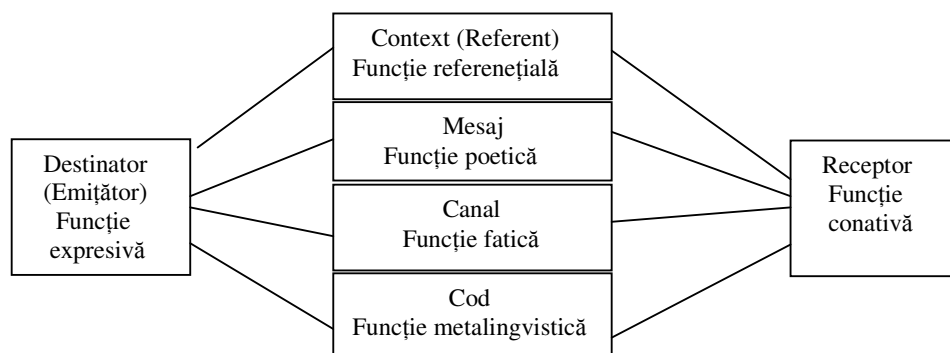 Context (Referent)
Funcție referenețială
Mesaj
Funcție poetică
Destinator
(Emițător)
Funcție
expresivă
Canal
Funcție fatică
Receptor
Funcție
conativă
Cod
Funcție metalingvistică